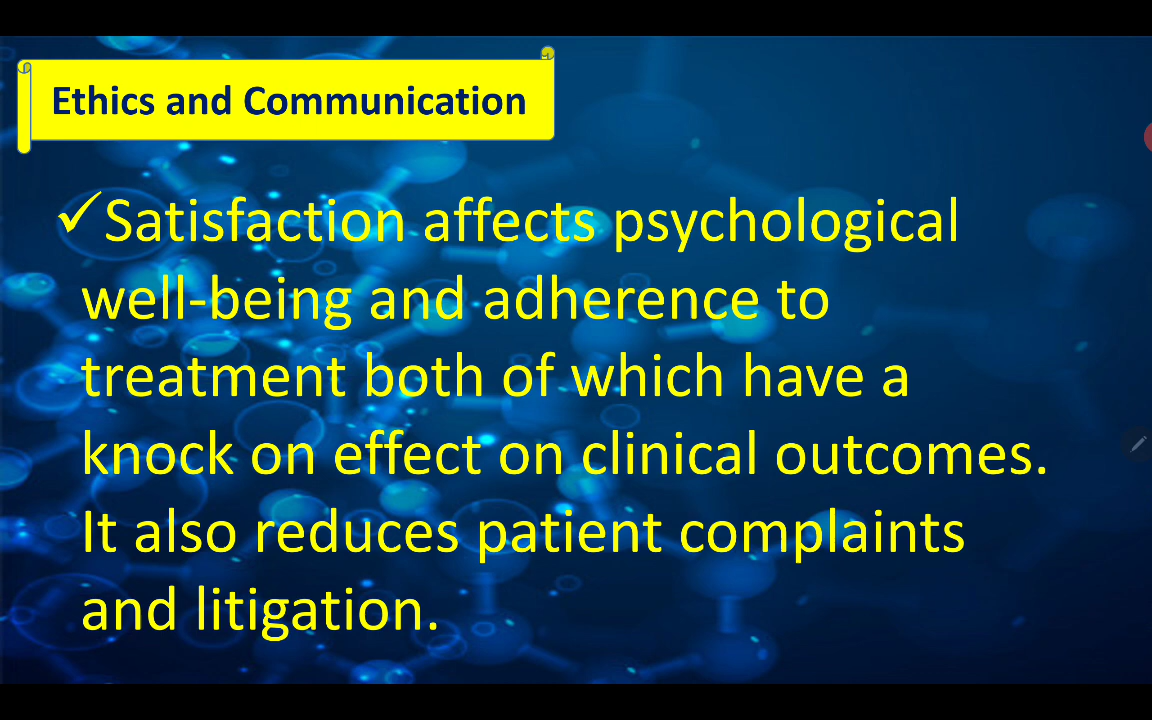 Ethics and Communication
✓Satisfaction affects psychological
well-being and adherence to
treatment both of which have a
knock on effect on clinical outcomes.
It also reduces patient complaints
and litigation.